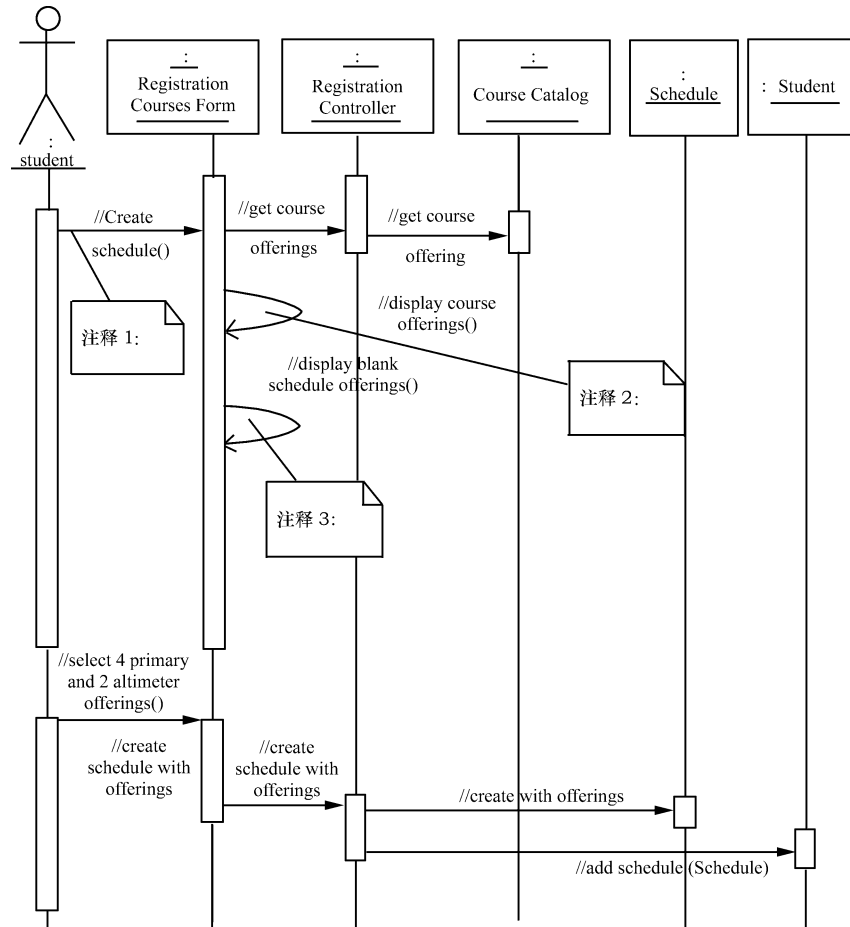 :
student
:
Registration
Courses Form
:
Registration
Controller
:
Course Catalog
:
Schedule
: Student
//Create
schedule()
//get course
offerings
//get course
offering
注释 1:
//display course
offerings()
//display blank
schedule offerings()
注释 2:
注释 3:
//select 4 primary
and 2 altimeter
offerings()
//create
schedule with
offerings
//create
schedule with
offerings
//create with offerings
//add schedule (Schedule)